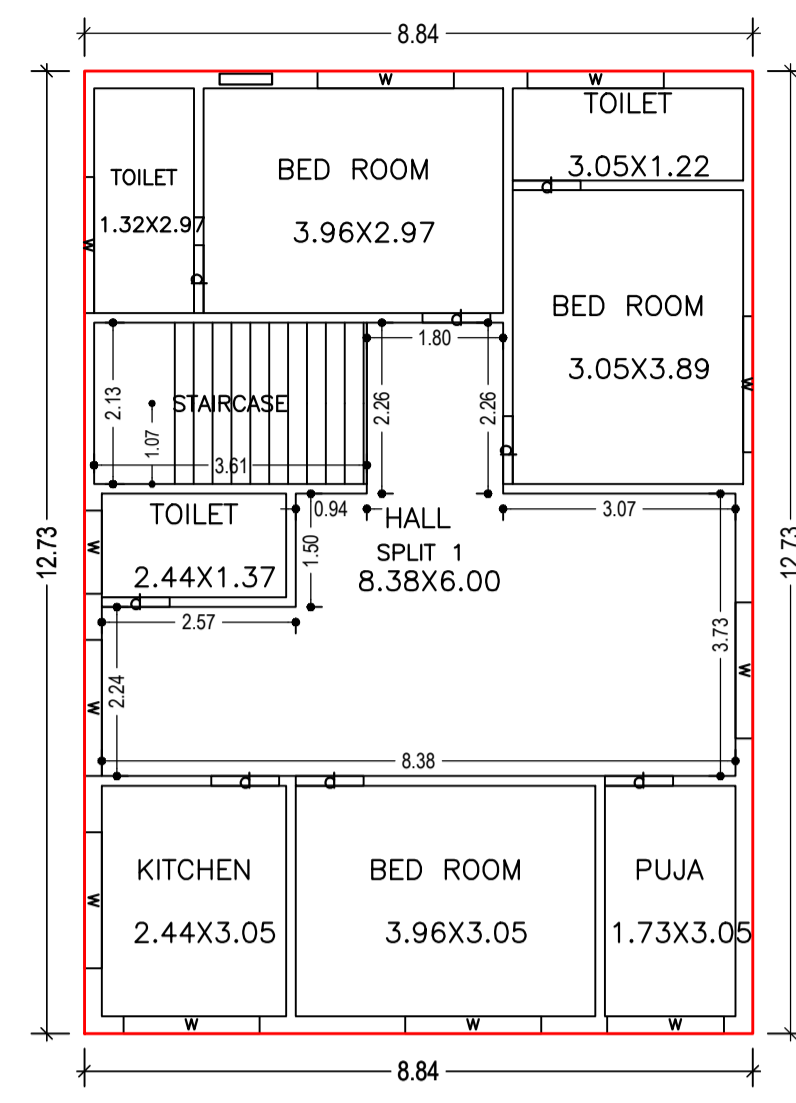 8.84
W
W
TOILET
3.05X1.22
TOILET
1.32X2.97
BED ROOM
3.96X2.97
d
W
d
BED ROOM
3.05X3.89
d
1.80
W
2.13
STAIRCASE
1.07
2.26
2.26
3.61
d
TOILET
2.44X1.37
0.94
HALL
SPLIT 1
8.38X6.00
3.07
W
1.50
12.73
12.73
d
2.57
3.73
W
2.24
W
8.38
d
d
d
KITCHEN
2.44X3.05
BED ROOM
3.96X3.05
PUJA
1.73X3.05
W
W
W
W
8.84